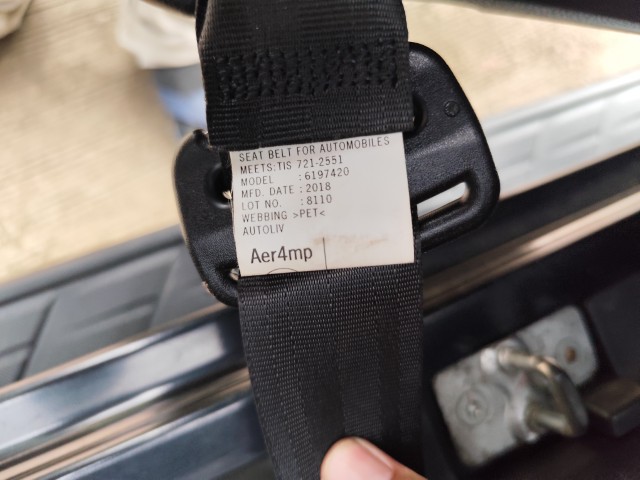 SEAT BELT FOR AUTOMOBILES
MEETS:TIS 721-2551
MODEL : 6197420
MFD. DATE : 2018
LOT NO. : 8110
WEBBING >PET<
AUTOLIV
Aer4mp